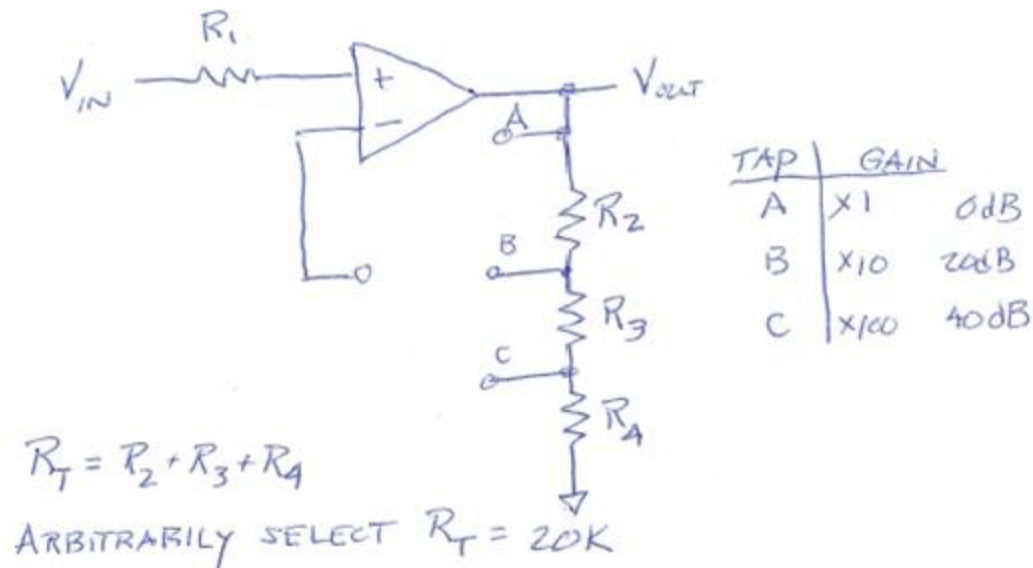 R1
VIN
+
−
VOUT
A
R2
B
R3
C
R4
TAP GAIN
A X1 0dB
B X10 20dB
C X100 40dB
RT = R2 + R3 + R4
ARBITRARILY SELECT RT = 20K